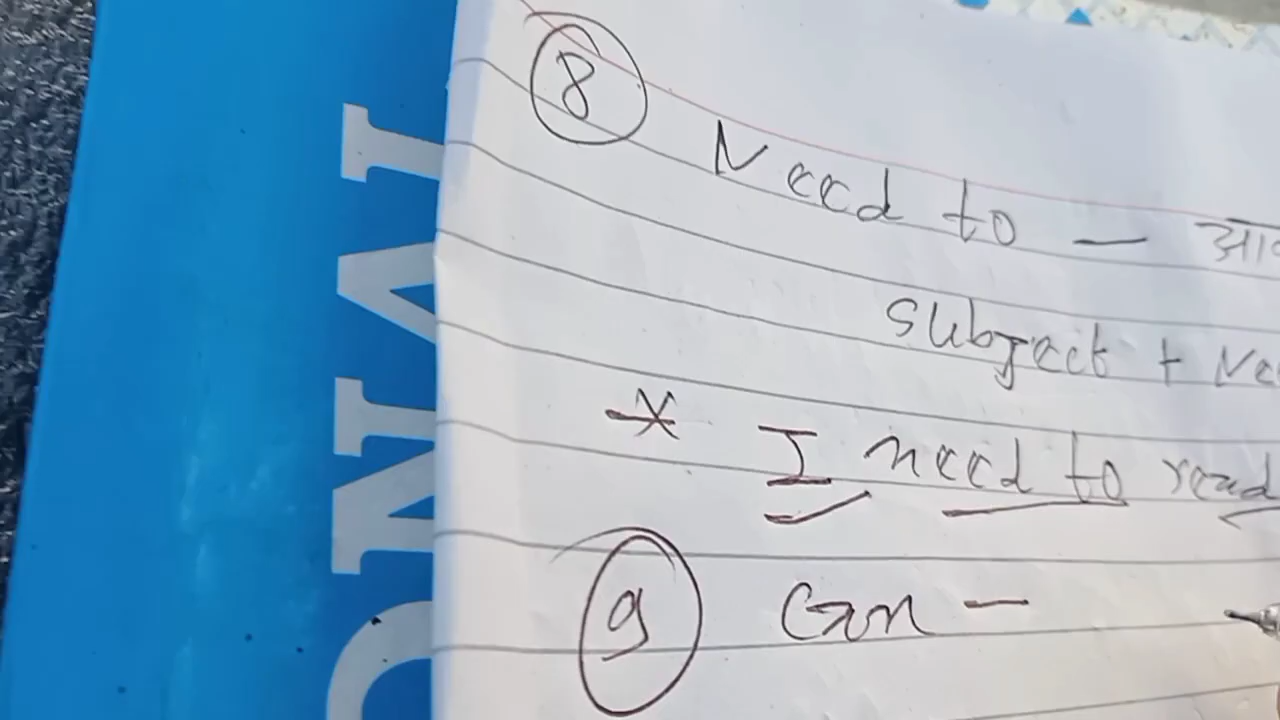 8
Need to —
subject +
* I need to read
9 Can —